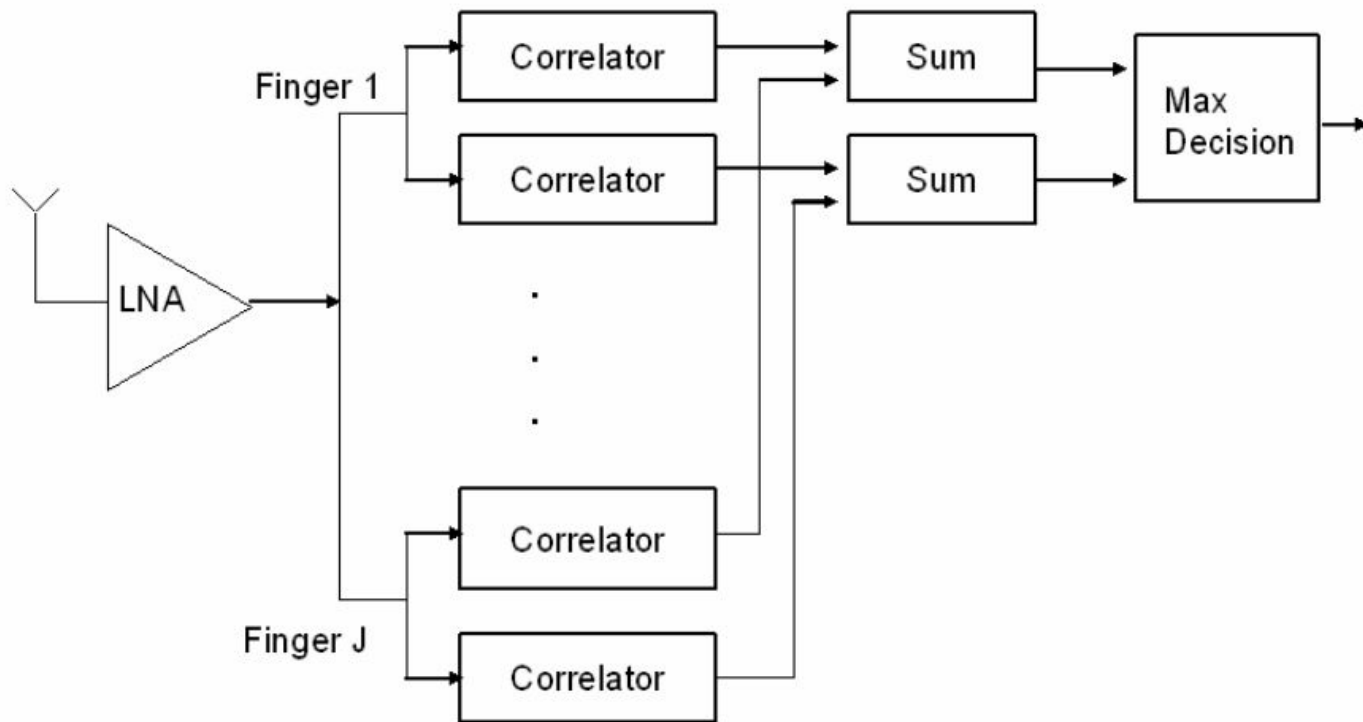 Correlator
Sum
Finger 1
Max
Decision
Correlator
Sum
LNA
Correlator
Finger J
Correlator